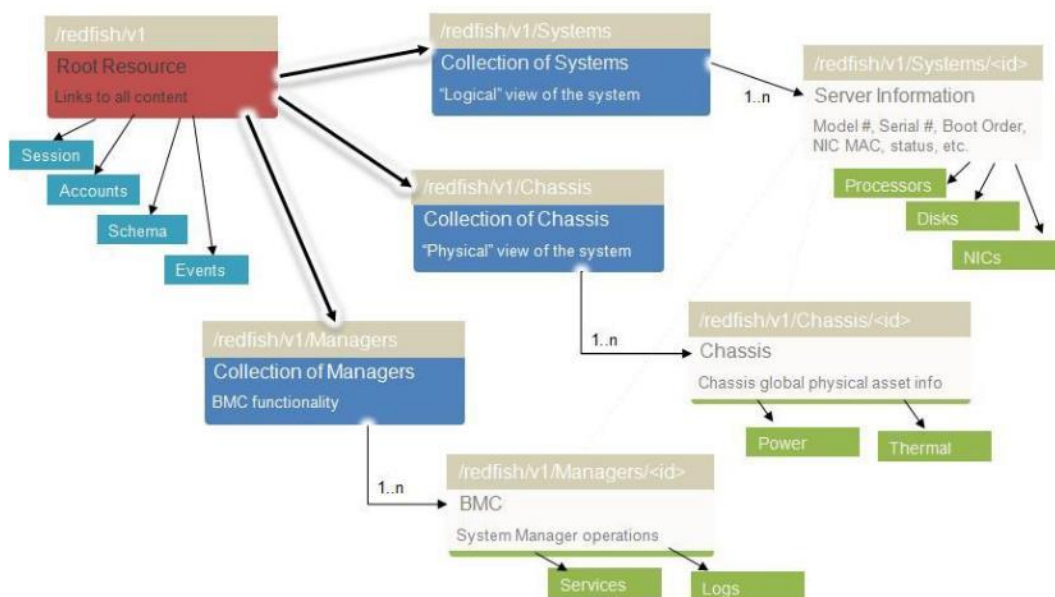 /redfish/v1
Root Resource
Links to all content
Session
Accounts
Schema
Events
/redfish/v1/Systems
Collection of Systems
“Logical” view of the system
1..n
/redfish/v1/Systems/<id>
Server Information
Model #, Serial #, Boot Order,
NIC MAC, status, etc.
Processors
Disks
NICs
/redfish/v1/Chassis
Collection of Chassis
“Physical” view of the system
1..n
/redfish/v1/Chassis/<id>
Chassis
Chassis global physical asset info
Power
Thermal
/redfish/v1/Managers
Collection of Managers
BMC functionality
1..n
/redfish/v1/Managers/<id>
BMC
System Manager operations
Services
Logs